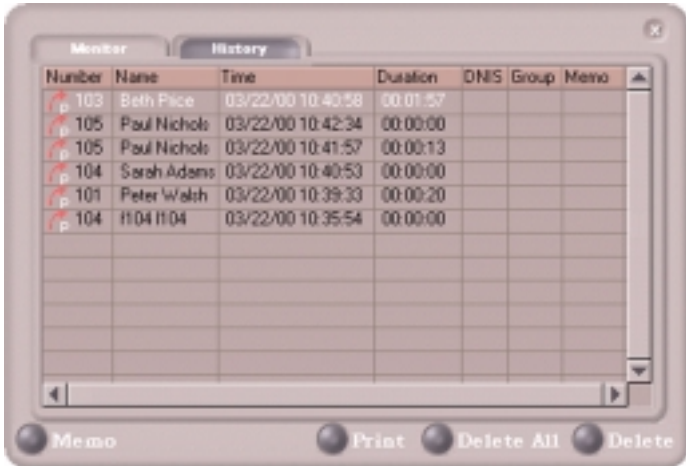 Monitor History
Number Name Time Duration DNIS Group Memo
p 103 Beth Price 03/22/00 10:40:58 00:01:57
p 105 Paul Nichols 03/22/00 10:42:34 00:00:00
p 105 Paul Nichols 03/22/00 10:41:57 00:00:13
p 104 Sarah Adams 03/22/00 10:40:53 00:00:00
p 101 Peter Walsh 03/22/00 10:39:33 00:00:20
p 104 f104 l104 03/22/00 10:35:54 00:00:00
Memo Print Delete All Delete